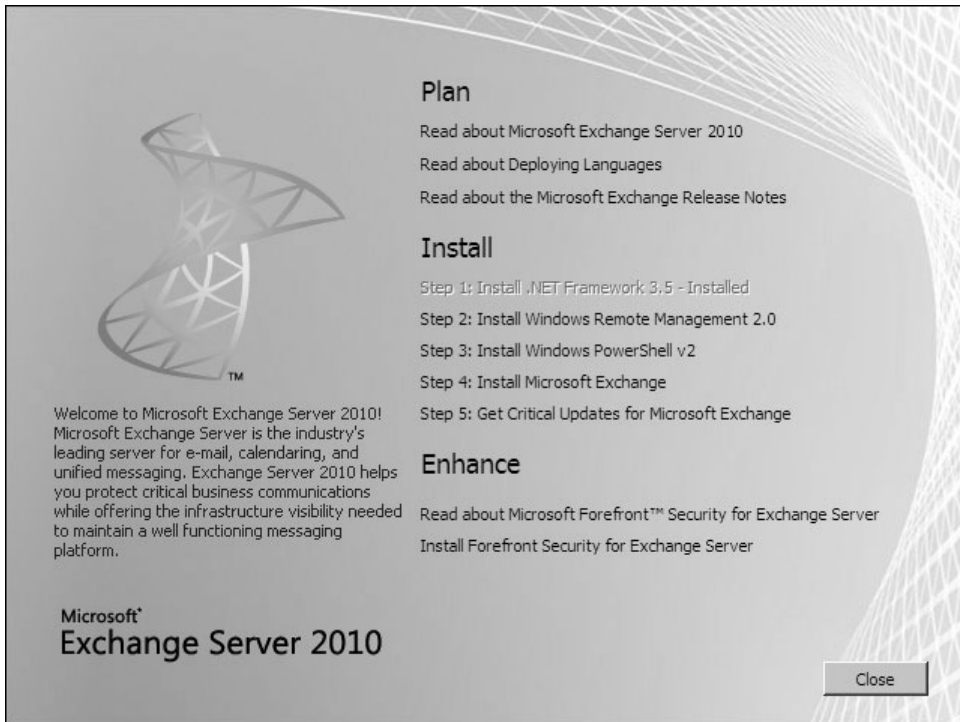 Plan
Read about Microsoft Exchange Server 2010
Read about Deploying Languages
Read about the Microsoft Exchange Release Notes
Install
Step 1: Install .NET Framework 3.5 - Installed
Step 2: Install Windows Remote Management 2.0
Step 3: Install Windows PowerShell v2
Step 4: Install Microsoft Exchange
Step 5: Get Critical Updates for Microsoft Exchange
Enhance
Read about Microsoft Forefront™ Security for Exchange Server
Install Forefront Security for Exchange Server
TM
Welcome to Microsoft Exchange Server 2010!
Microsoft Exchange Server is the industry's
leading server for e-mail, calendaring, and
unified messaging. Exchange Server 2010 helps
you protect critical business communications
while offering the infrastructure visibility needed
to maintain a well functioning messaging
platform.
Microsoft
Exchange Server 2010
Close